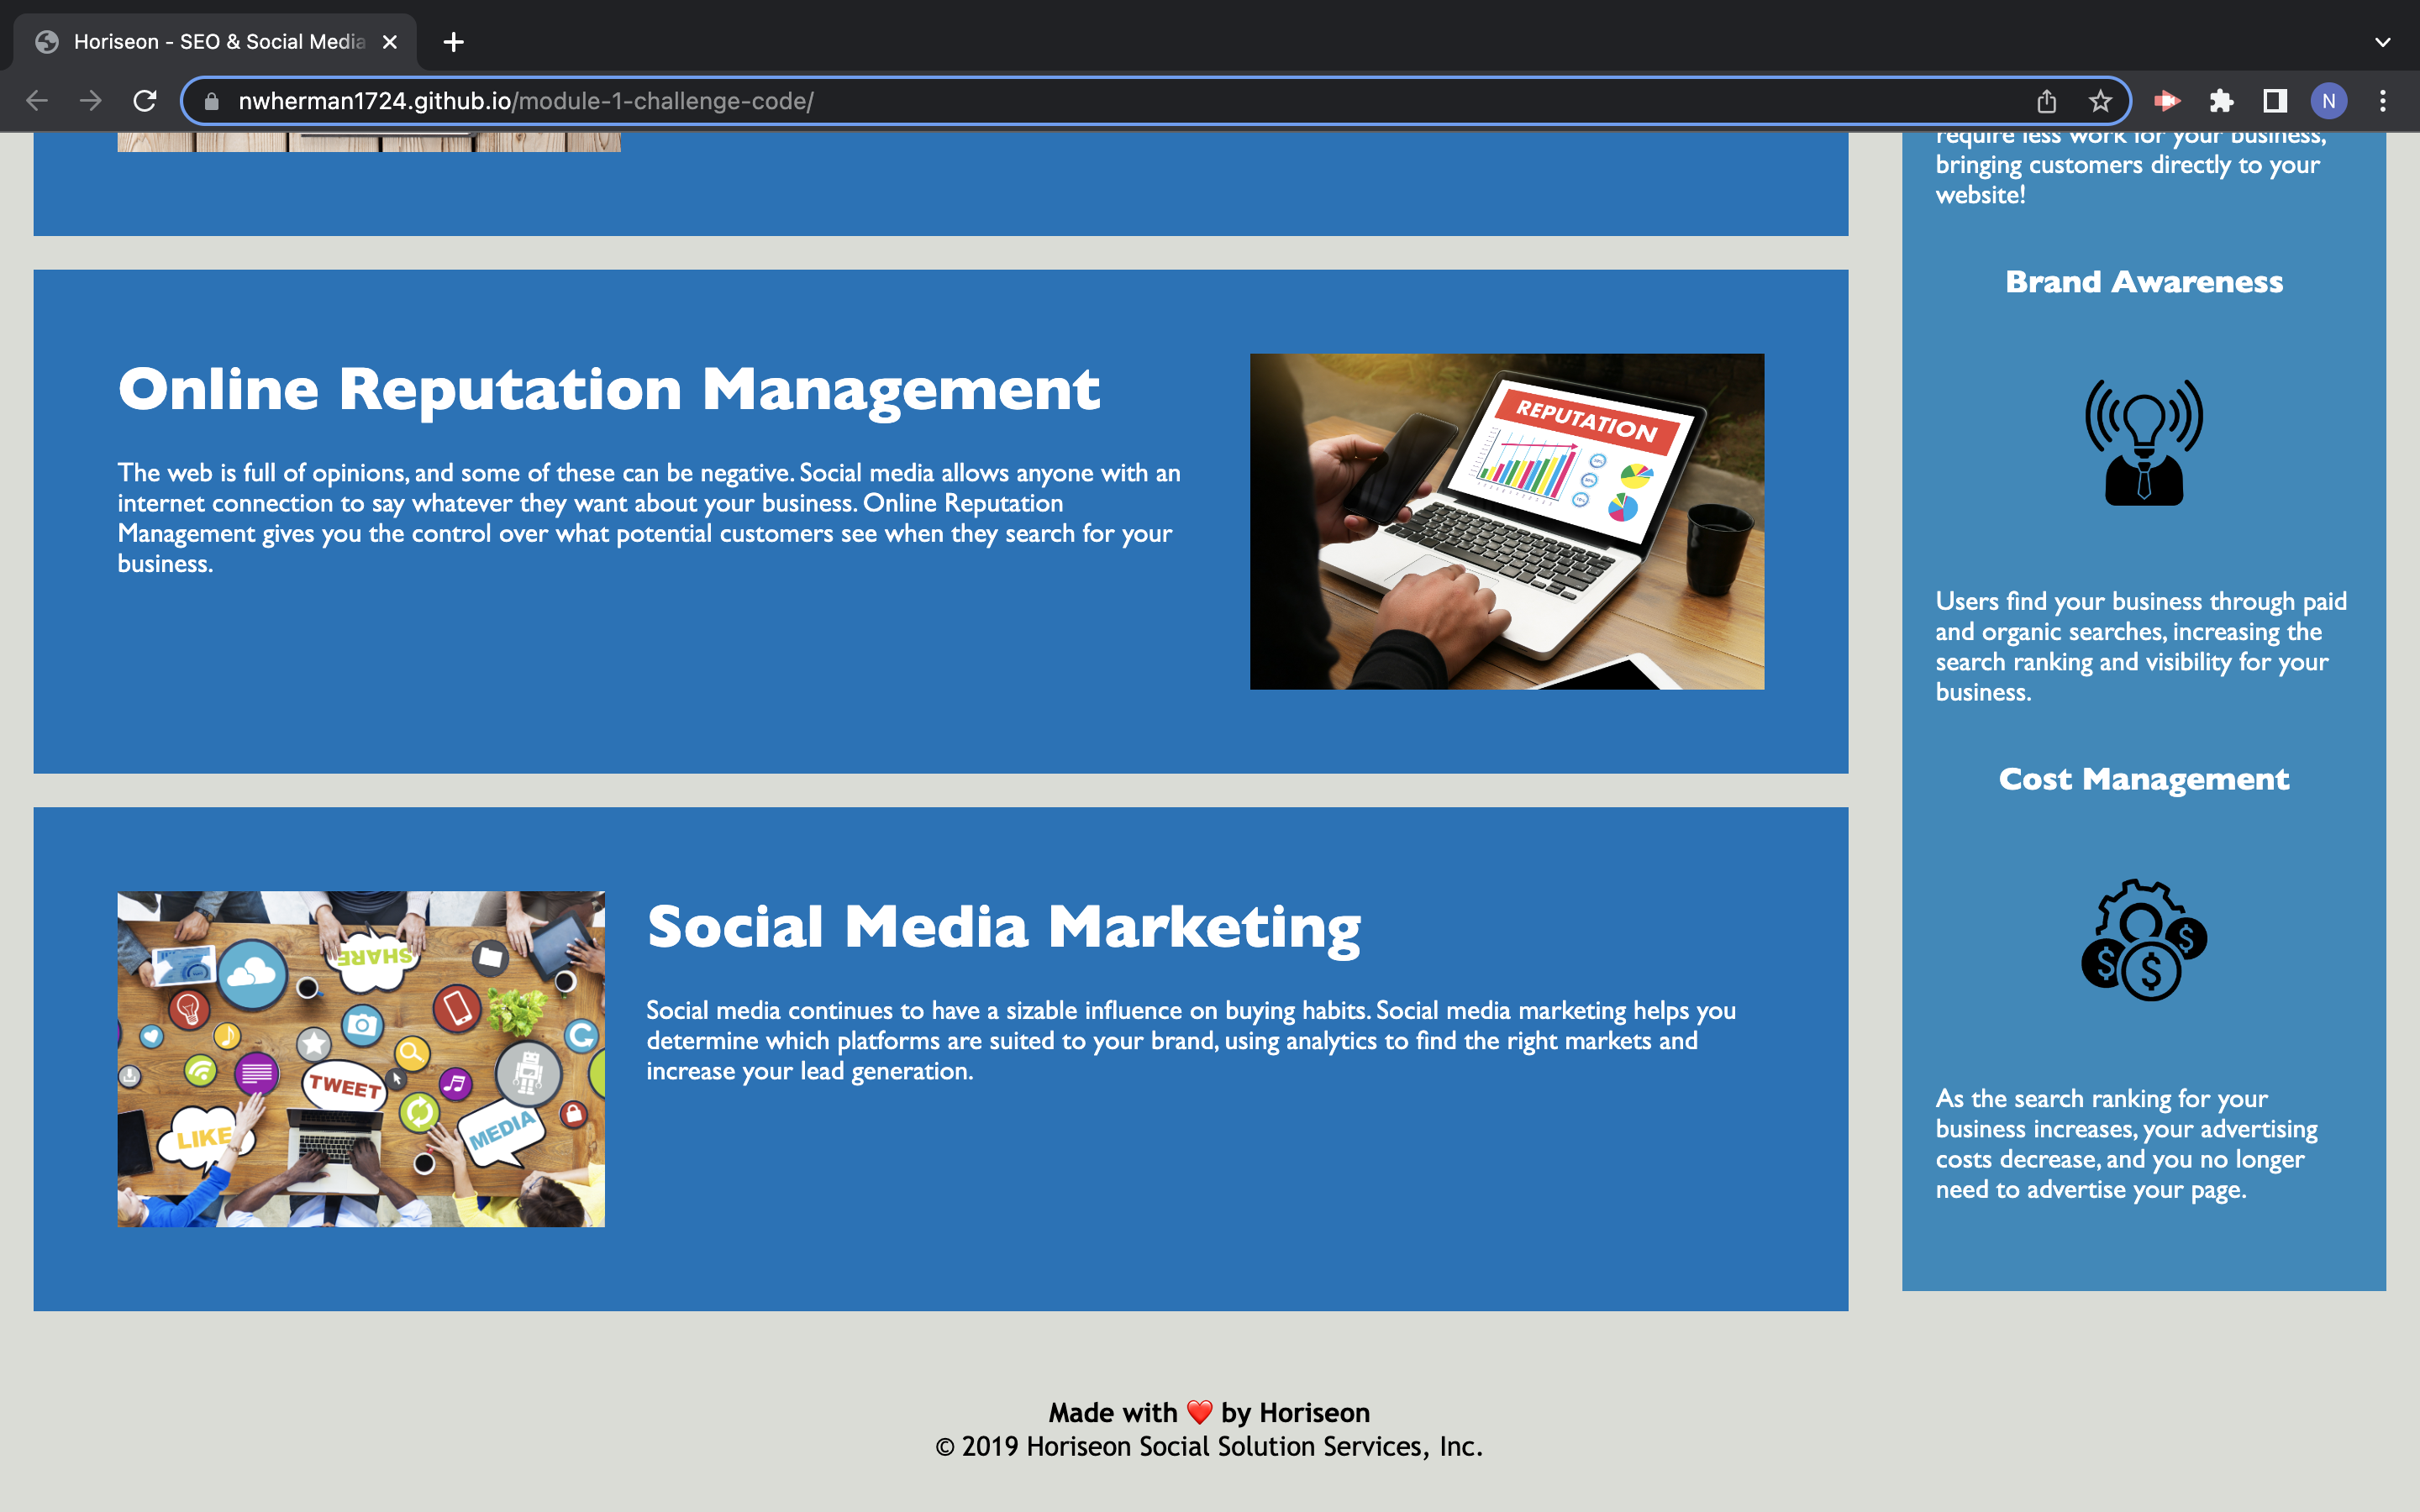 Horiseon - SEO & Social Media
nwherman1724.github.io/module-1-challenge-code/
N
require less work for your business,
bringing customers directly to your
website!
Brand Awareness
Users find your business through paid
and organic searches, increasing the
search ranking and visibility for your
business.
Cost Management
$ $ $
As the search ranking for your
business increases, your advertising
costs decrease, and you no longer
need to advertise your page.
Online Reputation Management
The web is full of opinions, and some of these can be negative. Social media allows anyone with an
internet connection to say whatever they want about your business. Online Reputation
Management gives you the control over what potential customers see when they search for your
business.
REPUTATION
Social Media Marketing
Social media continues to have a sizable influence on buying habits. Social media marketing helps you
determine which platforms are suited to your brand, using analytics to find the right markets and
increase your lead generation.
SHARE
TWEET
LIKE
MEDIA
Made with ❤️ by Horiseon
© 2019 Horiseon Social Solution Services, Inc.